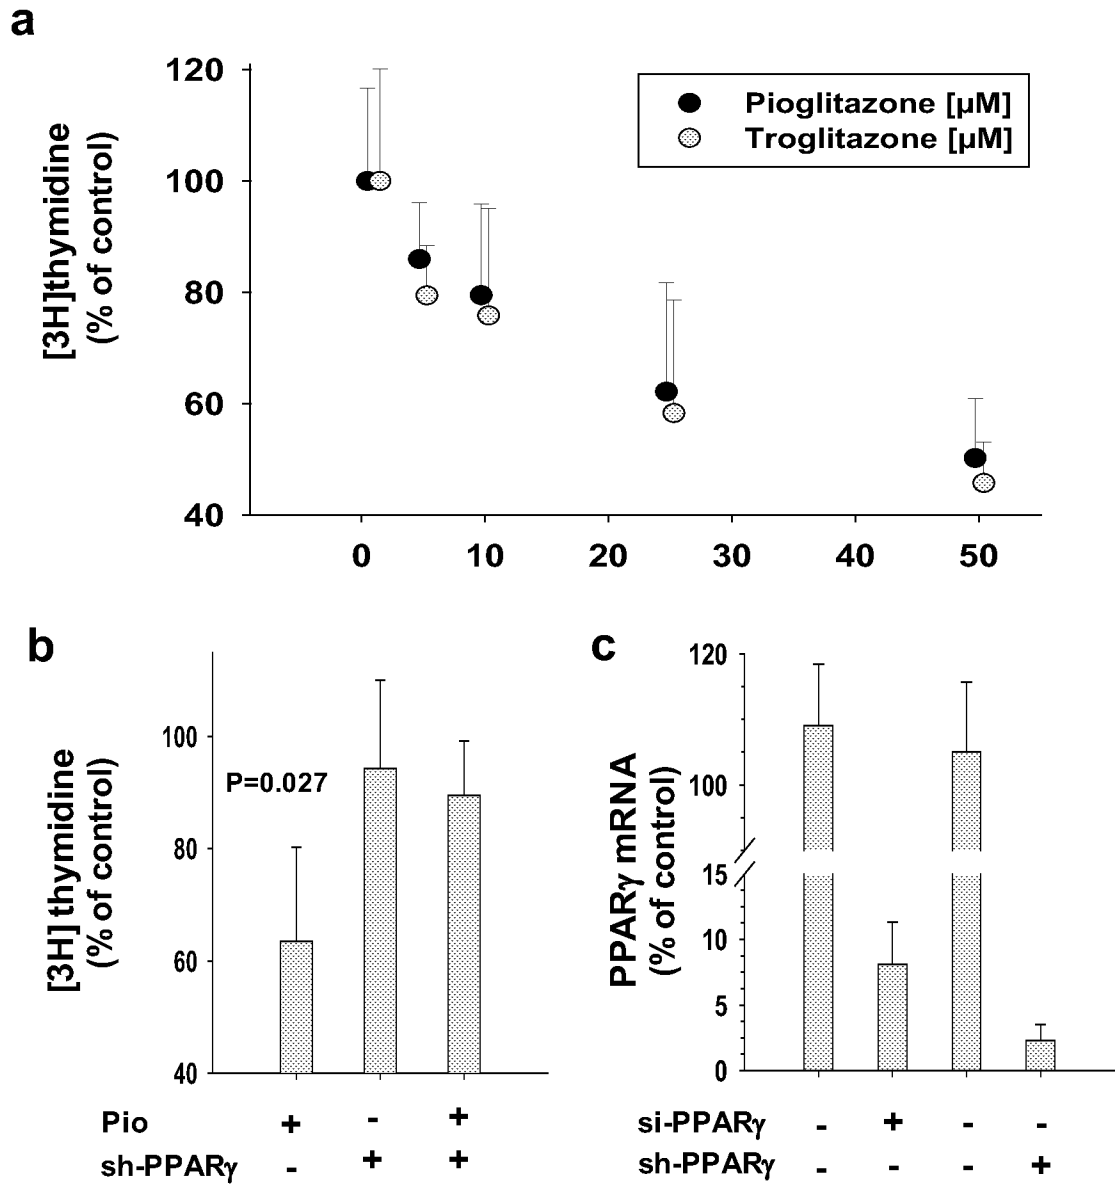 a
120
100
80
60
40
[3H]thymidine
(% of control)
Pioglitazone [µM]
Troglitazone [µM]
0 10 20 30 40 50
b
100
80
60
40
[3H] thymidine
(% of control)
P=0.027
Pio + - +
sh-PPARγ - + +
c
120
100
15
10
5
0
PPARγ mRNA
(% of control)
si-PPARγ - + - -
sh-PPARγ - - - +